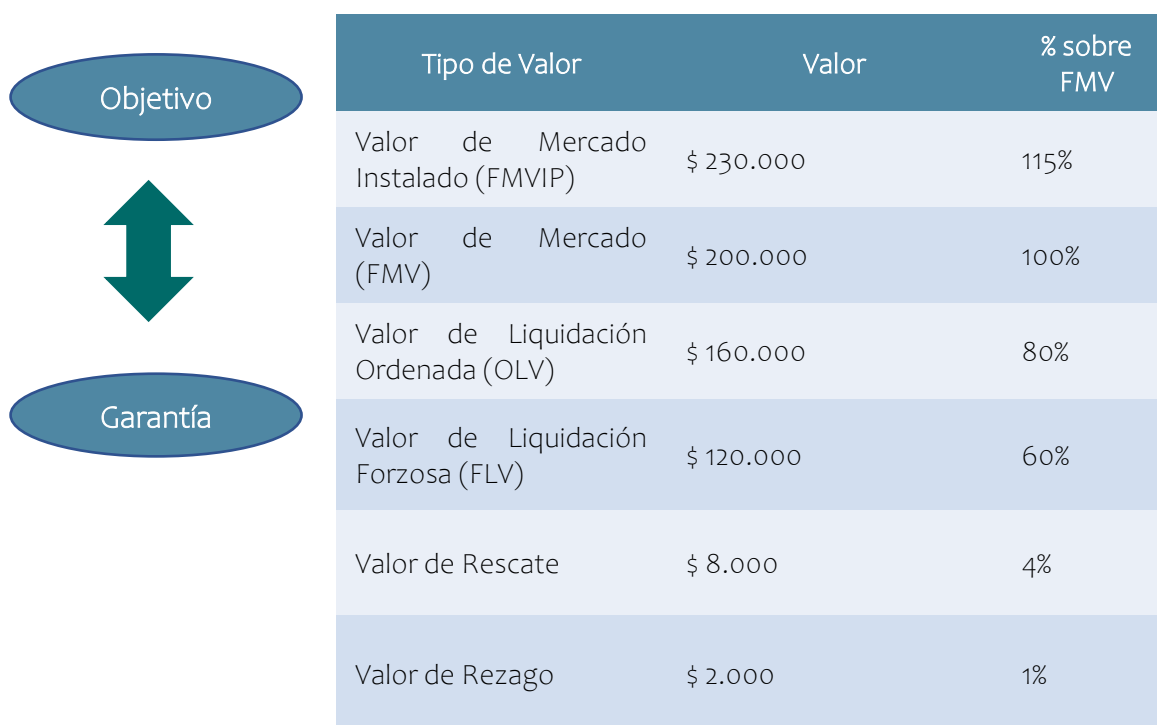 Objetivo
Garantía
Tipo de Valor
Valor
% sobre
FMV
Valor de Mercado
Instalado (FMVIP)
$ 230.000
115%
Valor de Mercado
(FMV)
$ 200.000
100%
Valor de Liquidación
Ordenada (OLV)
$ 160.000
80%
Valor de Liquidación
Forzosa (FLV)
$ 120.000
60%
Valor de Rescate
$ 8.000
4%
Valor de Rezago
$ 2.000
1%